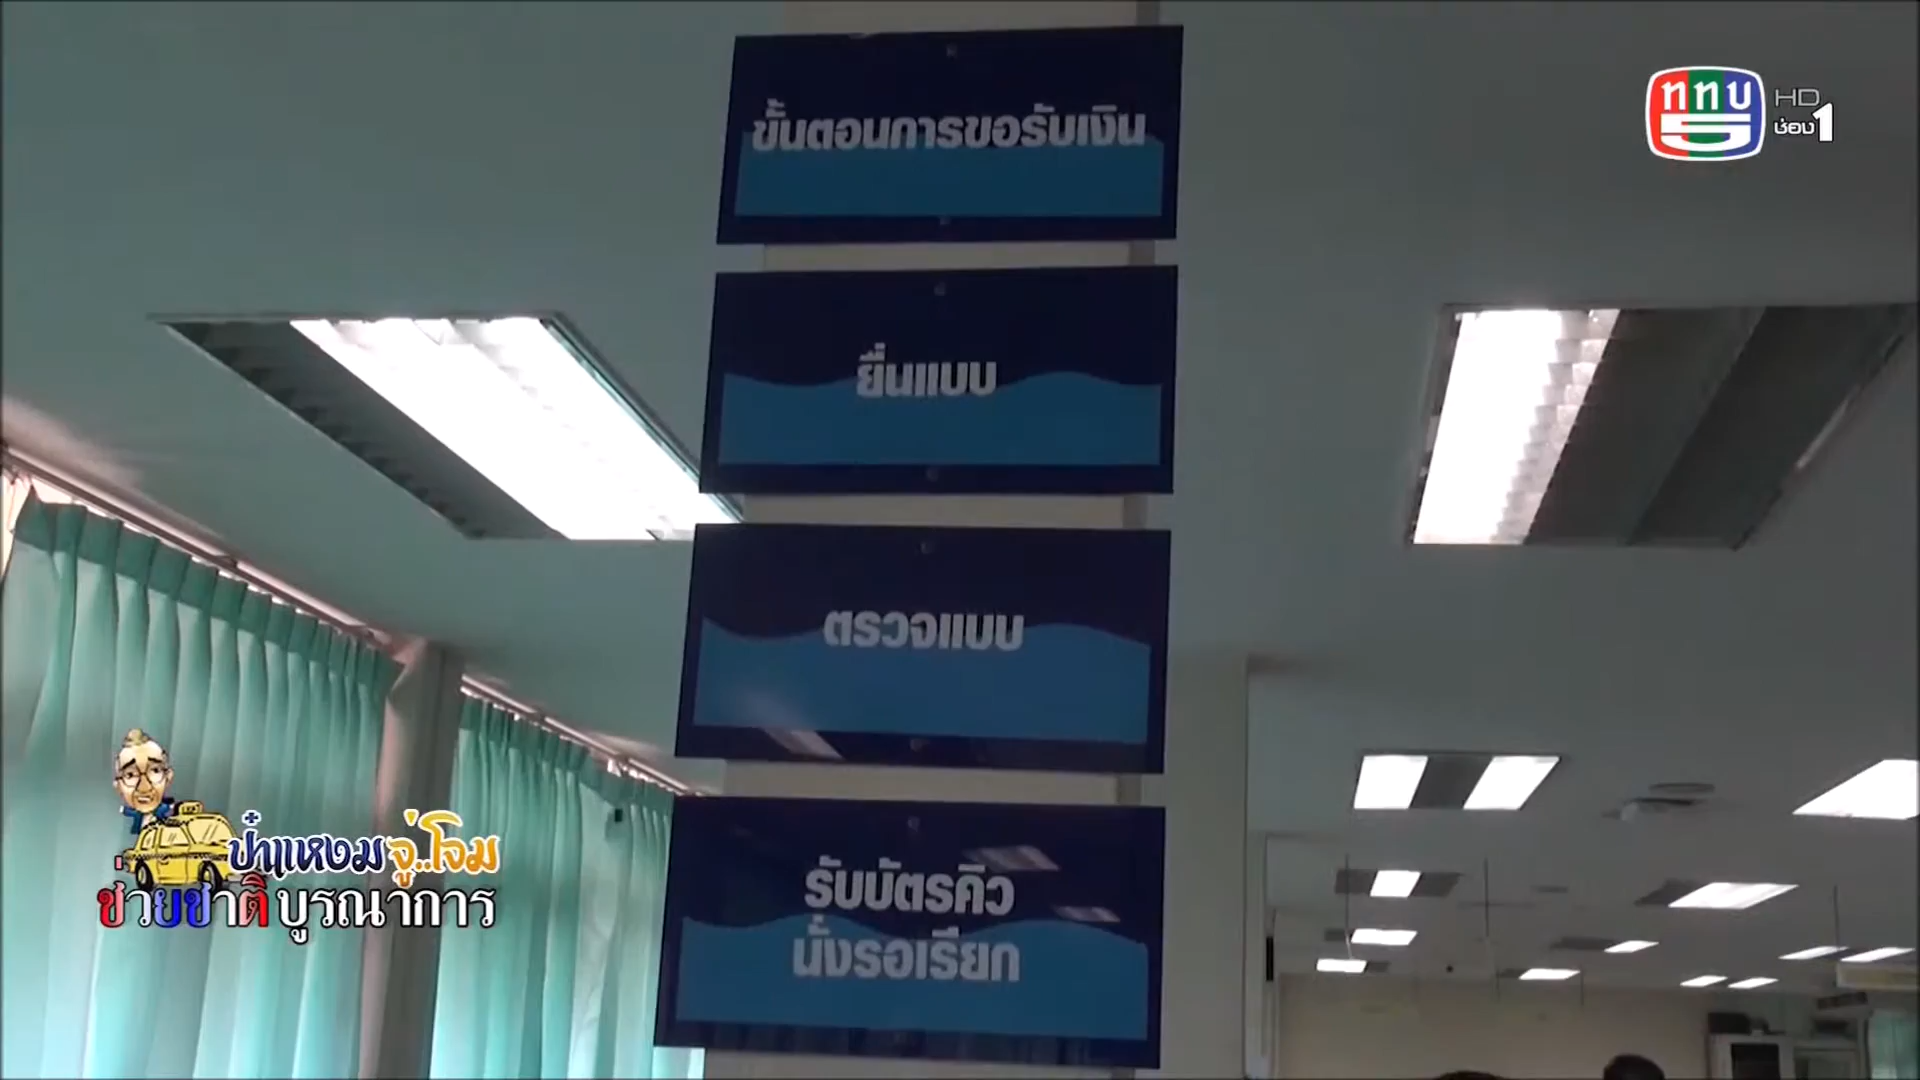 ขั้นตอนการขอรับเงิน
ยื่นแบบ
ตรวจแบบ
รับบัตรคิว
นั่งรอเรียก
ททบ
5
HD
ช่อง1
ป๋าแหงม จู่..โจม
ช่วยชาติ บูรณาการ